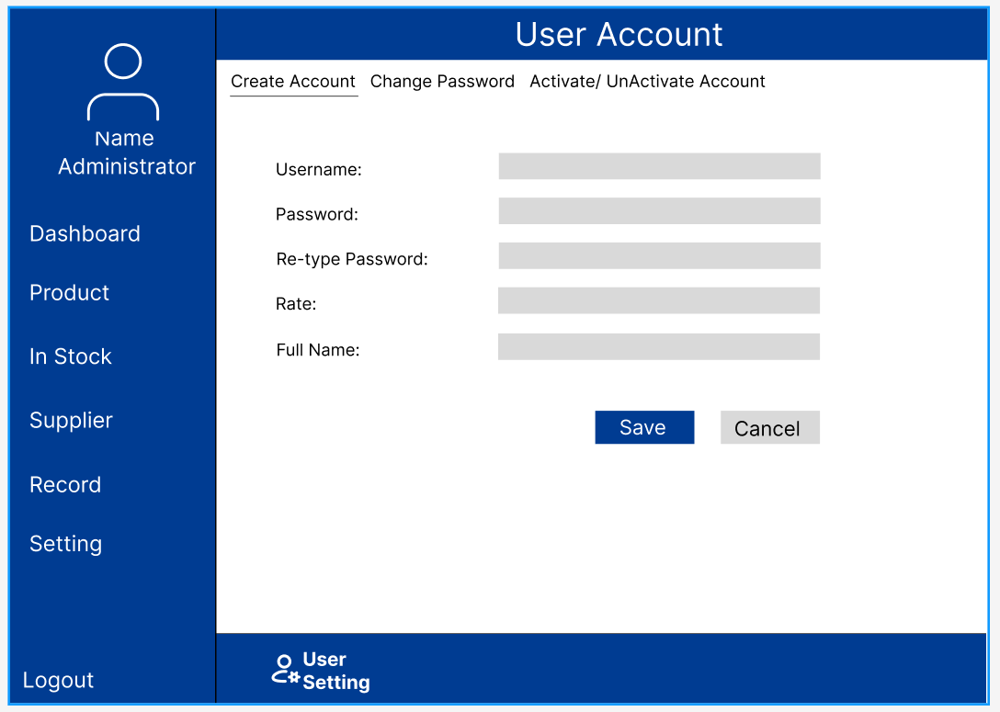 User Account
Name
Administrator
Dashboard
Product
In Stock
Supplier
Record
Setting
Logout
Create Account Change Password Activate/ UnActivate Account
Username:
Password:
Re-type Password:
Rate:
Full Name:
Save Cancel
User
Setting